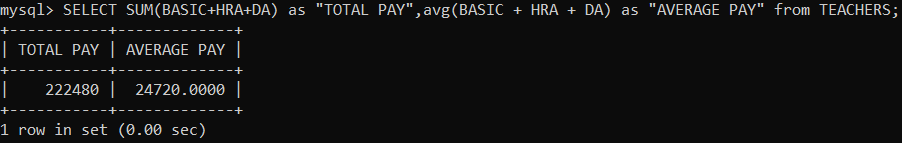 mysql> SELECT SUM(BASIC+HRA+DA) as "TOTAL PAY",avg(BASIC + HRA + DA) as "AVERAGE PAY" from TEACHERS;
+-----------+-------------+
| TOTAL PAY | AVERAGE PAY |
+-----------+-------------+
|    222480 |  24720.0000 |
+-----------+-------------+
1 row in set (0.00 sec)